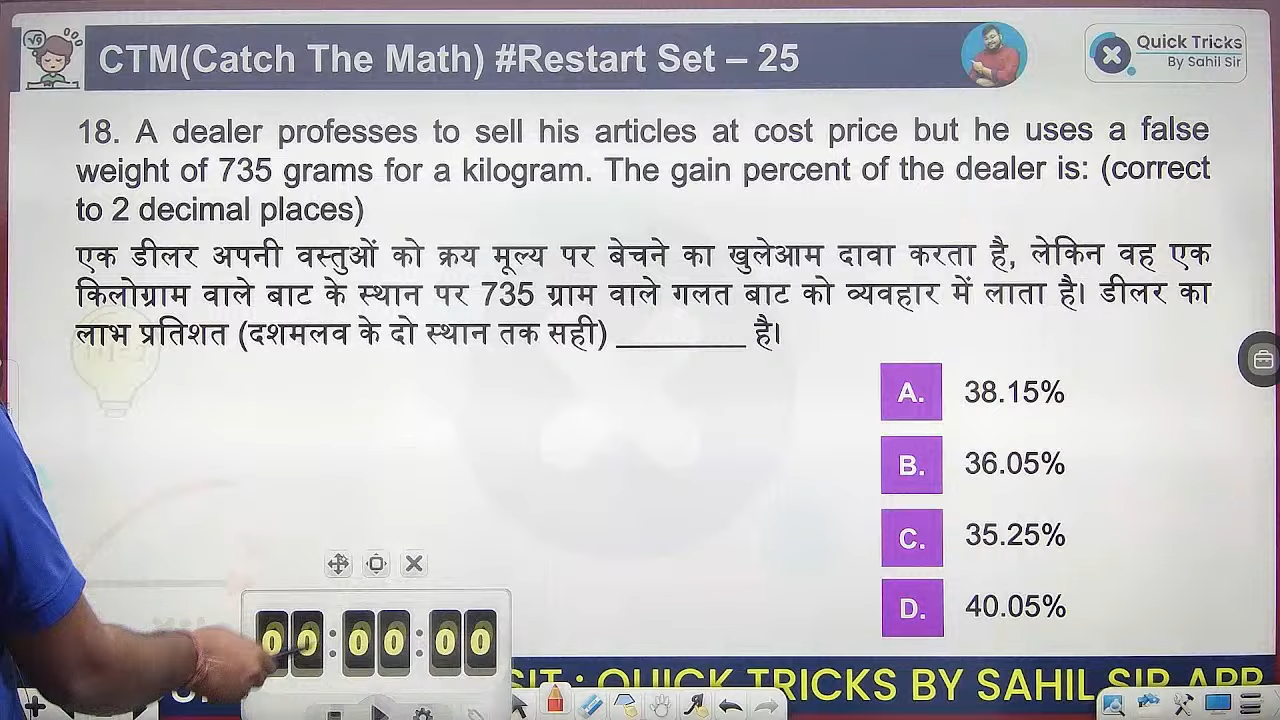 CTM(Catch The Math) #Restart Set – 25
Quick Tricks
By Sahil Sir
18. A dealer professes to sell his articles at cost price but he uses a false
weight of 735 grams for a kilogram. The gain percent of the dealer is: (correct
to 2 decimal places)
एक डीलर अपनी वस्तुओं को क्रय मूल्य पर बेचने का खुलेआम दावा करता है, लेकिन वह एक
किलोग्राम वाले बाट के स्थान पर 735 ग्राम वाले गलत बाट को व्यवहार में लाता है। डीलर का
लाभ प्रतिशत (दशमलव के दो स्थान तक सही) ________ है।
A. 38.15%
B. 36.05%
C. 35.25%
D. 40.05%
00:00:00
: QUICK TRICKS BY SAHIL SIR APP